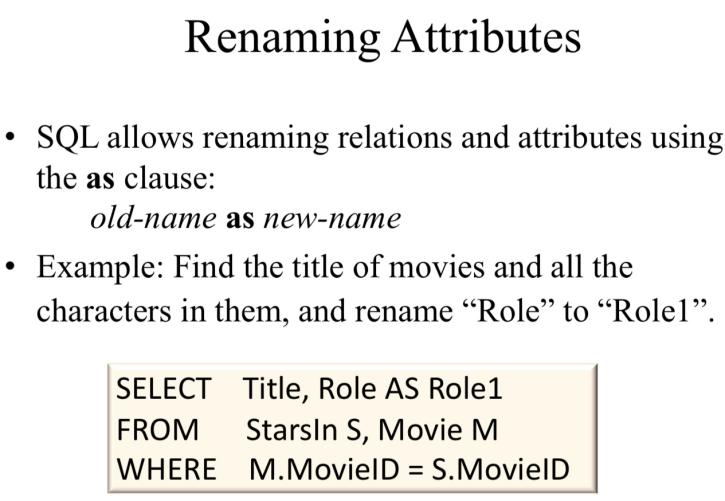 Renaming Attributes
• SQL allows renaming relations and attributes using
the as clause:
old-name as new-name
• Example: Find the title of movies and all the
characters in them, and rename “Role” to “Role1”.
SELECT Title, Role AS Role1
FROM StarsIn S, Movie M
WHERE M.MovieID = S.MovieID